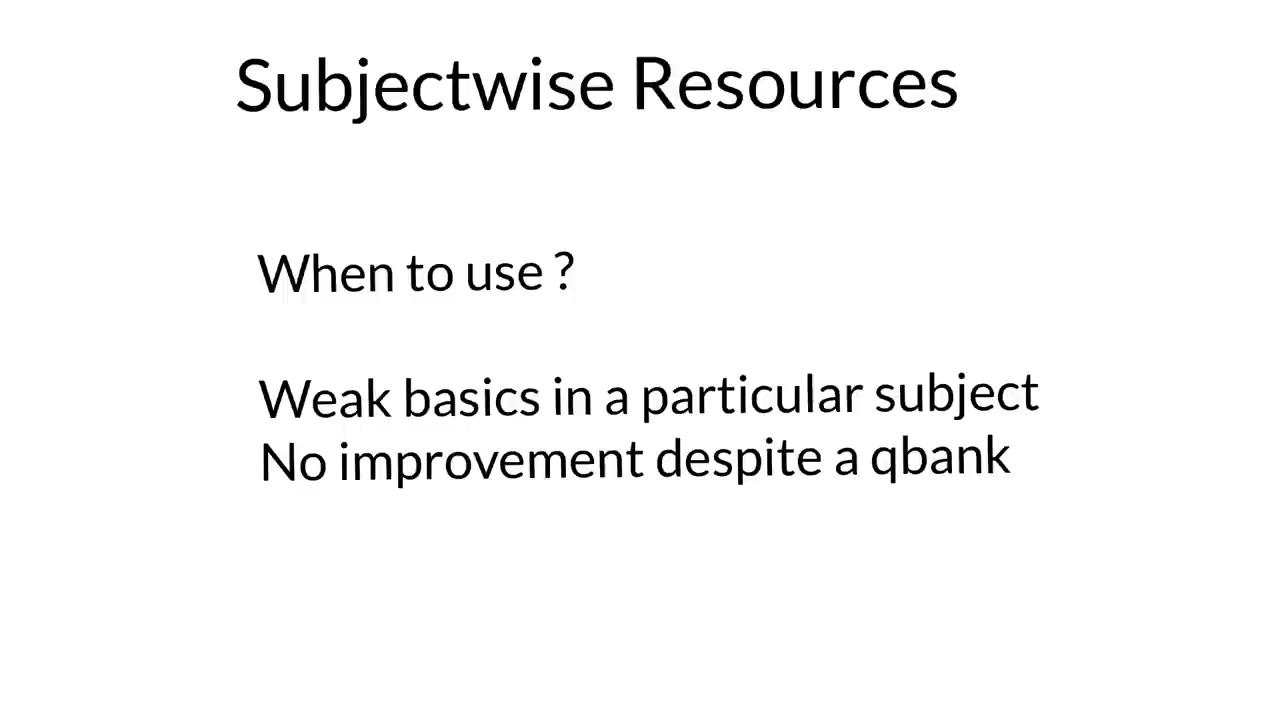 Subjectwise Resources
When to use ?
Weak basics in a particular subject
No improvement despite a qbank